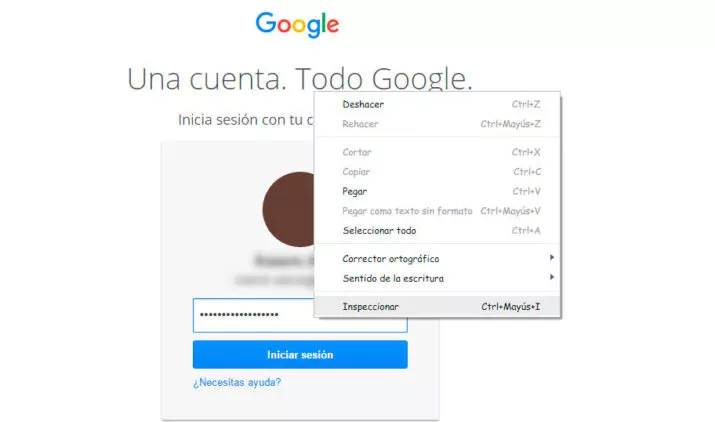 Google
Una cuenta. Todo Google.
Inicia sesión con tu c
Deshacer Ctrl+Z
Rehacer Ctrl+Mayús+Z
Cortar Ctrl+X
Copiar Ctrl+C
Pegar Ctrl+V
Pegar como texto sin formato Ctrl+Mayús+V
Seleccionar todo Ctrl+A
Corrector ortográfico
Sentido de la escritura
Inspeccionar Ctrl+Mayús+I
•••••••••••••••••
Iniciar sesión
¿Necesitas ayuda?